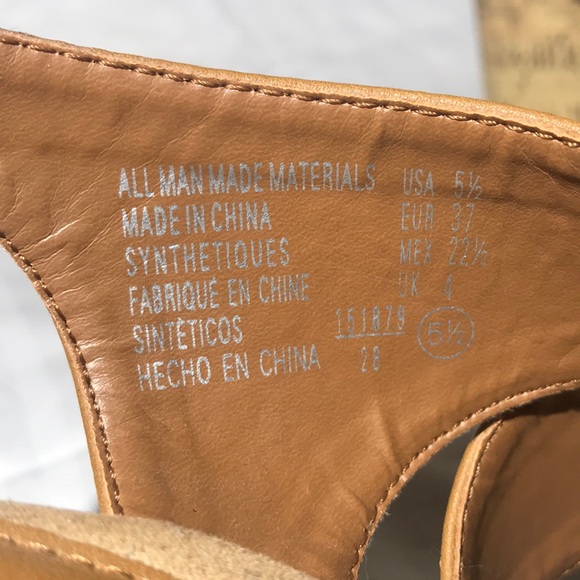 ALL MAN MADE MATERIALS USA 5½
MADE IN CHINA EUR 37
SYNTHETIQUES MEX 22½
FABRIQUÉ EN CHINE UK 4
SINTÉTICOS 151879 5½
HECHO EN CHINA 28